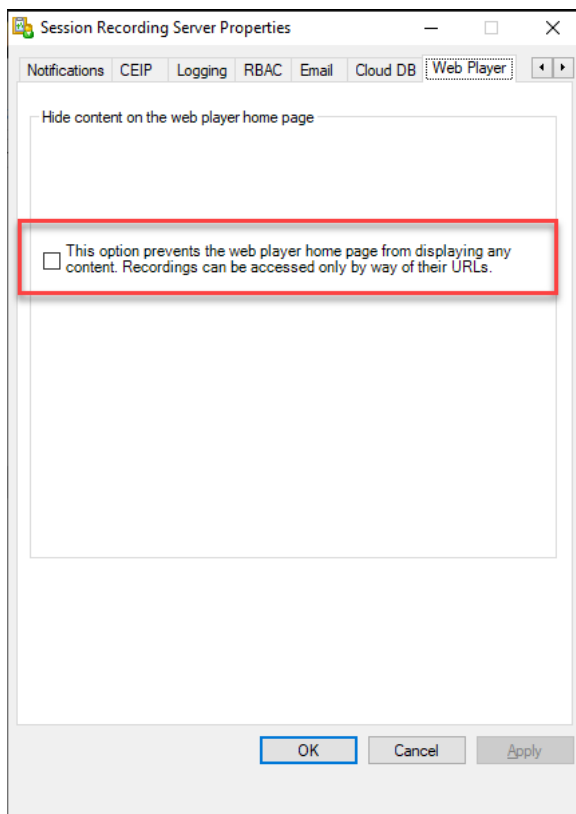 Session Recording Server Properties
Notifications CEIP Logging RBAC Email Cloud DB Web Player
Hide content on the web player home page
This option prevents the web player home page from displaying any
content. Recordings can be accessed only by way of their URLs.
OK Cancel Apply